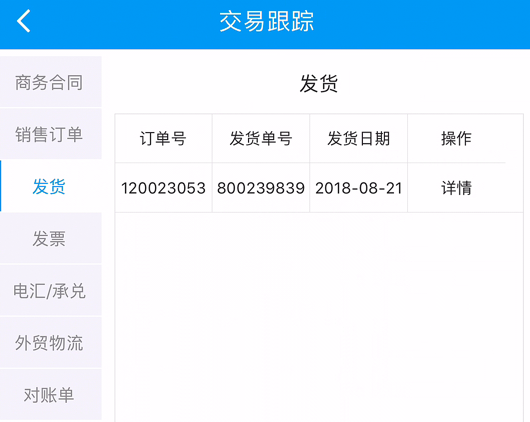 交易跟踪
商务合同
销售订单
发货
发票
电汇/承兑
外贸物流
对账单
发货
订单号 发货单号 发货日期 操作
120023053 800239839 2018-08-21 详情